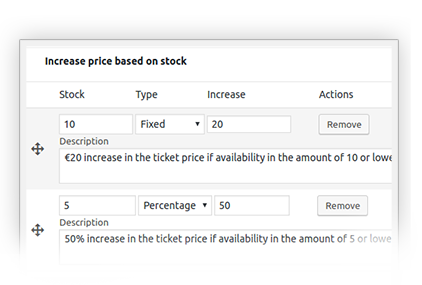 Increase price based on stock
Stock Type Increase Actions
10 Fixed 20 Remove
Description
€20 increase in the ticket price if availability in the amount of 10 or lowe
5 Percentage 50 Remove
Description
50% increase in the ticket price if availability in the amount of 5 or lowe